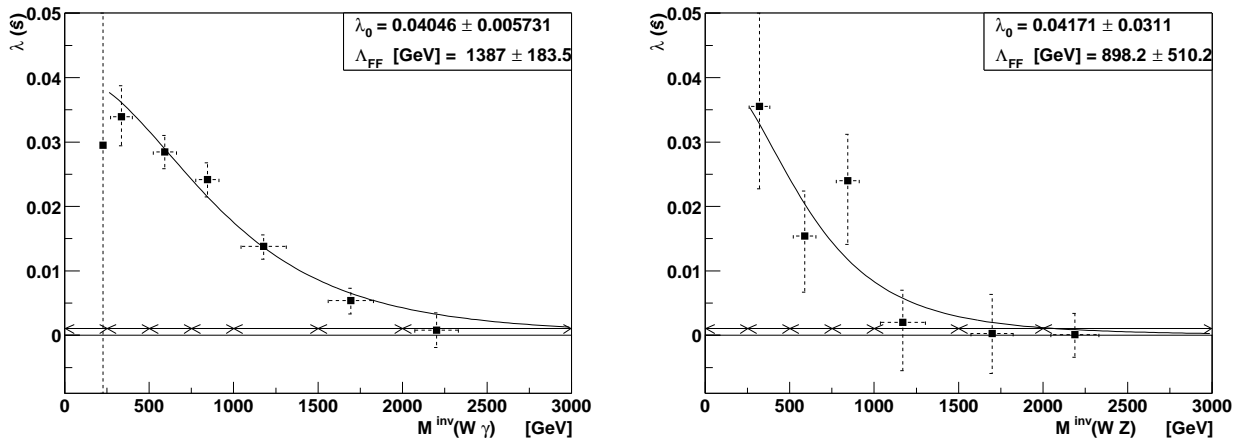 λ (ŝ)
0.05
0.04
0.03
0.02
0.01
0
λ₀ = 0.04046 ± 0.005731
Λ_FF [GeV] = 1387 ± 183.5
0 500 1000 1500 2000 2500 3000
M^inv(W γ) [GeV]
λ (ŝ)
0.05
0.04
0.03
0.02
0.01
0
λ₀ = 0.04171 ± 0.0311
Λ_FF [GeV] = 898.2 ± 510.2
0 500 1000 1500 2000 2500 3000
M^inv(W Z) [GeV]